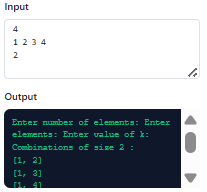 Input
4
1 2 3 4
2
Output
Enter number of elements: Enter
elements: Enter value of k:
Combinations of size 2 :
[1, 2]
[1, 3]
[1, 4]